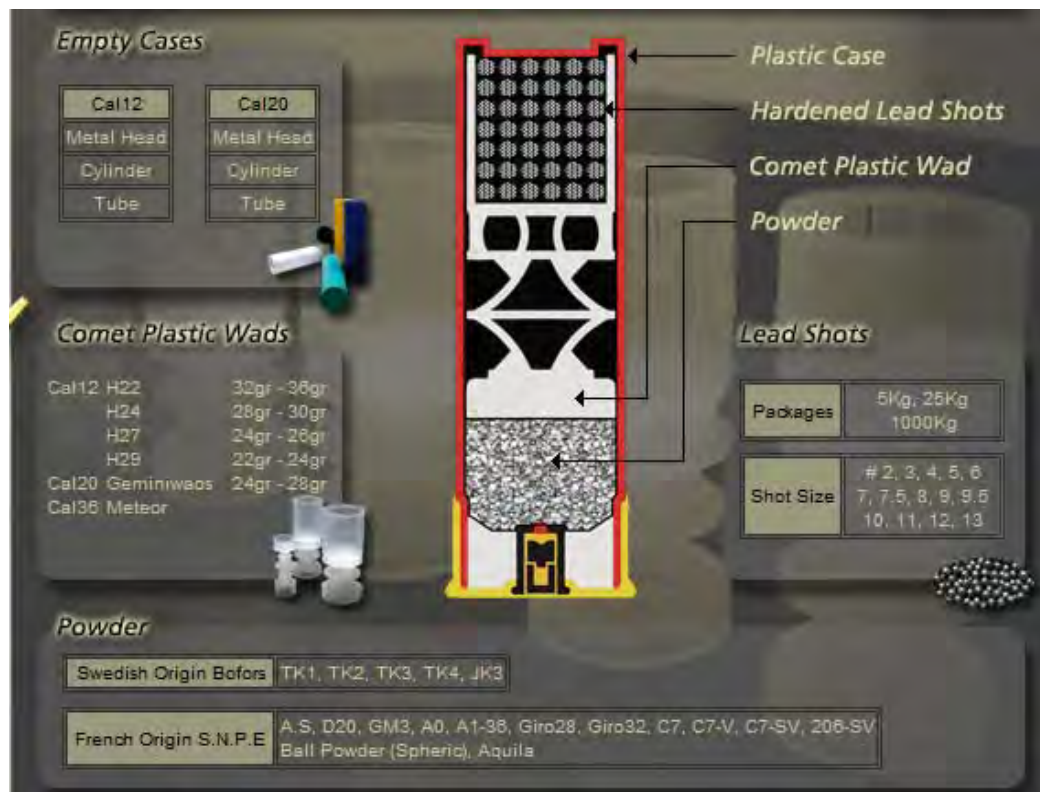 Empty Cases
Cal12
Metal Head
Cylinder
Tube
Cal20
Metal Head
Cylinder
Tube
Plastic Case
Hardened Lead Shots
Comet Plastic Wad
Powder
Comet Plastic Wads
Cal12 H22 32gr - 36gr
H24 28gr - 30gr
H27 24gr - 26gr
H29 22gr - 24gr
Cal20 Geminiwaos 24gr - 28gr
Cal36 Meteor
Lead Shots
Packages
5Kg, 25Kg
1000Kg
Shot Size
# 2, 3, 4, 5, 6
7, 7.5, 8, 9, 9.5
10, 11, 12, 13
Powder
Swedish Origin Bofors TK1, TK2, TK3, TK4, JK3
French Origin S.N.P.E
A.S, D20, GM3, A0, A1-36, Giro28, Giro32, C7, C7-V, C7-SV, 206-SV
Ball Powder (Spheric), Aquila